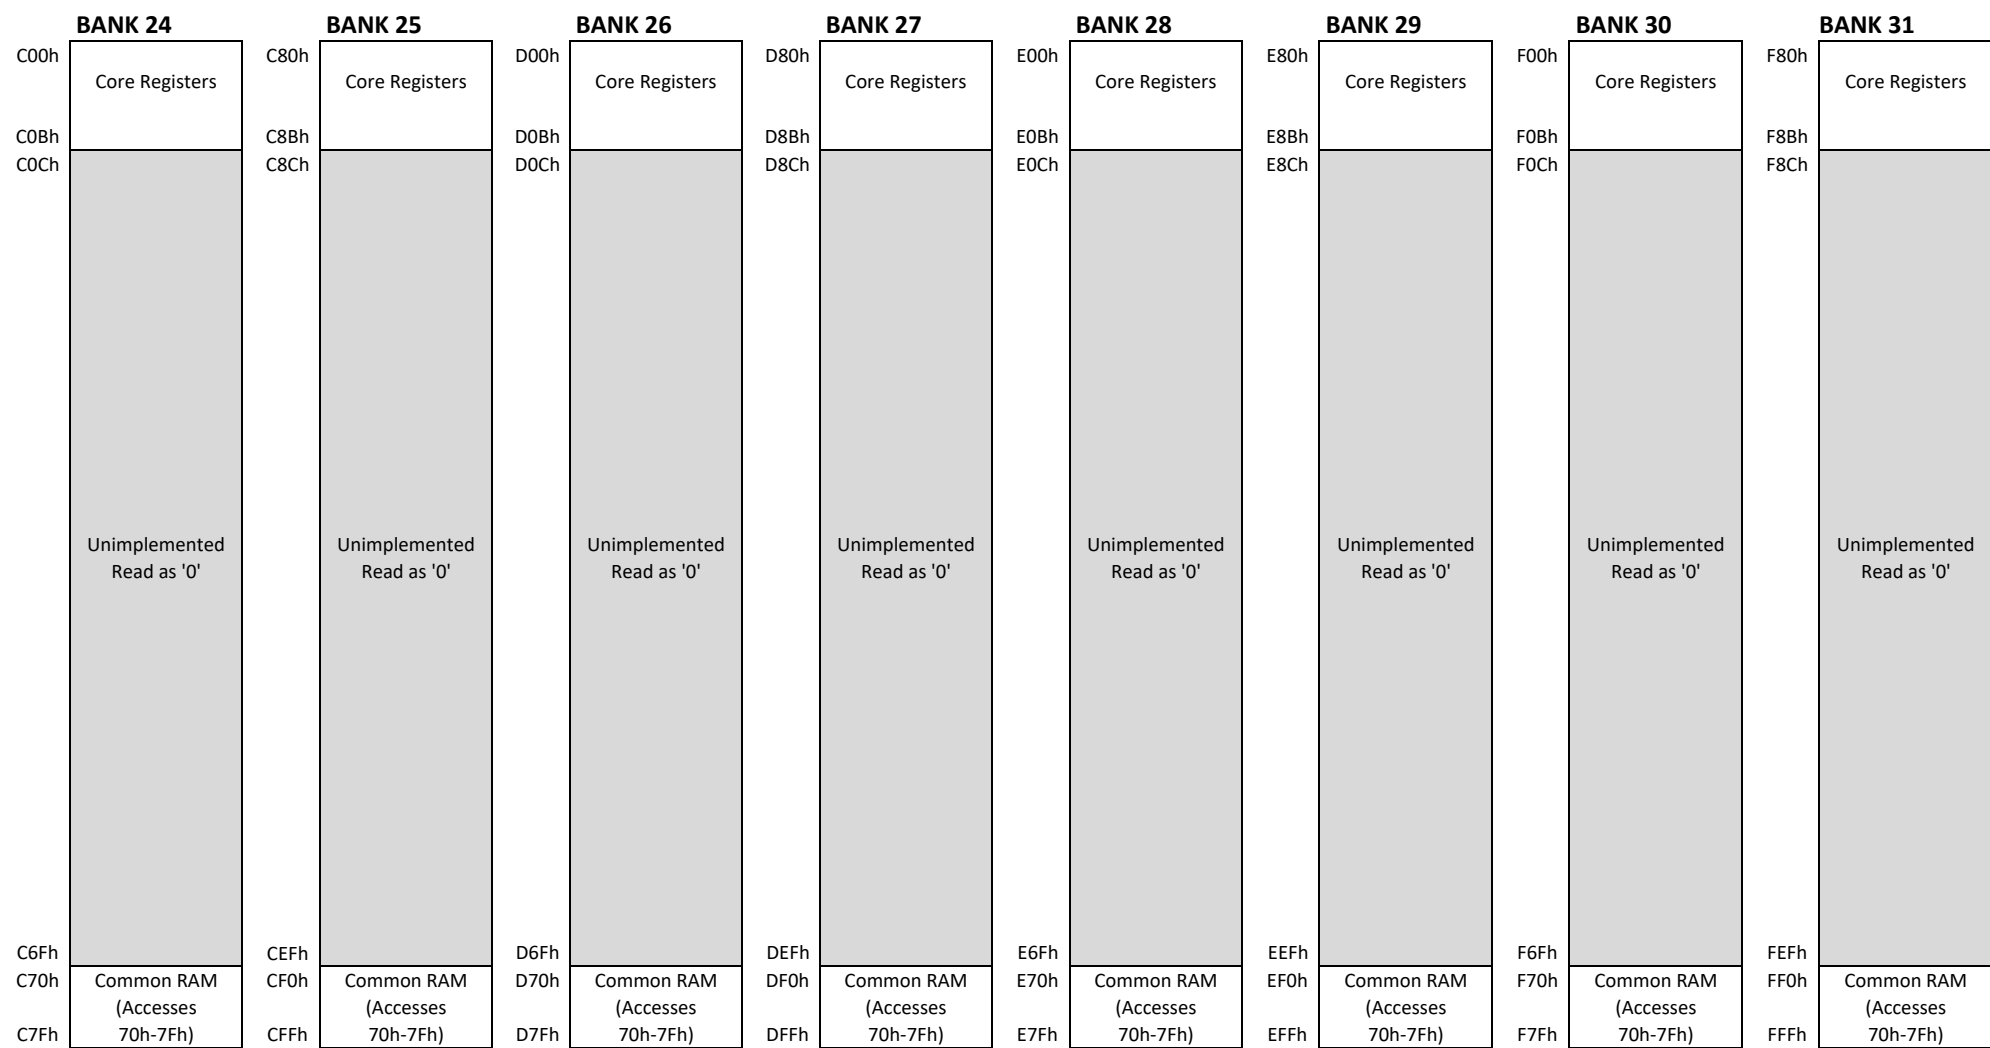 BANK 24 BANK 25 BANK 26 BANK 27 BANK 28 BANK 29 BANK 30 BANK 31
C00h C80h D00h D80h E00h E80h F00h F80h
Core Registers Core Registers Core Registers Core Registers Core Registers Core Registers Core Registers Core Registers
C0Bh C8Bh D0Bh D8Bh E0Bh E8Bh F0Bh F8Bh
C0Ch C8Ch D0Ch D8Ch E0Ch E8Ch F0Ch F8Ch
Unimplemented Unimplemented Unimplemented Unimplemented Unimplemented Unimplemented Unimplemented Unimplemented
Read as '0' Read as '0' Read as '0' Read as '0' Read as '0' Read as '0' Read as '0' Read as '0'
C6Fh CEFh D6Fh DEFh E6Fh EEFh F6Fh FEFh
C70h Common RAM CF0h Common RAM D70h Common RAM DF0h Common RAM E70h Common RAM EF0h Common RAM F70h Common RAM FF0h Common RAM
(Accesses (Accesses (Accesses (Accesses (Accesses (Accesses (Accesses (Accesses
C7Fh 70h-7Fh) CFFh 70h-7Fh) D7Fh 70h-7Fh) DFFh 70h-7Fh) E7Fh 70h-7Fh) EFFh 70h-7Fh) F7Fh 70h-7Fh) FFFh 70h-7Fh)